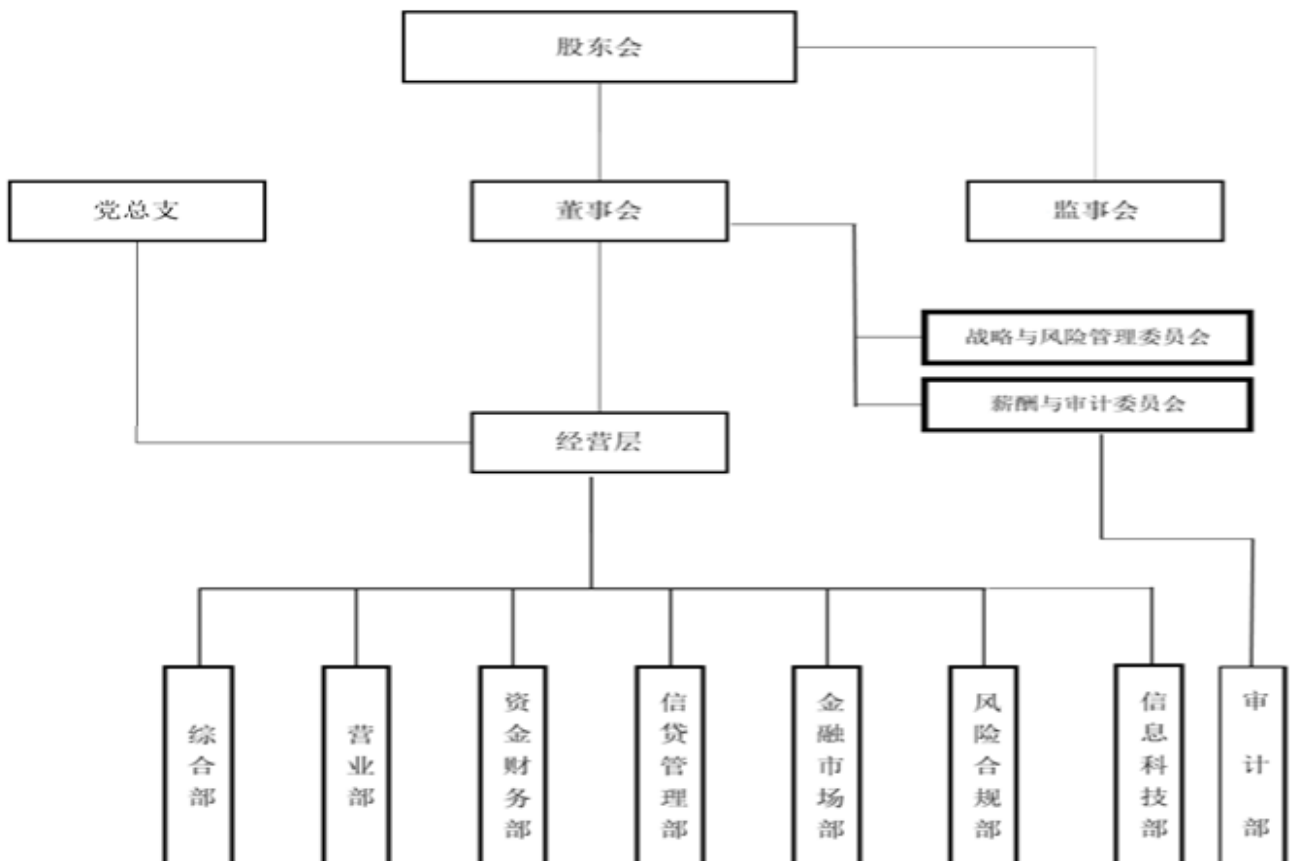 股东会
党总支
董事会
监事会
战略与风险管理委员会
薪酬与审计委员会
经营层
综合部
营业部
资金财务部
信贷管理部
金融市场部
风险合规部
信息科技部
审计部